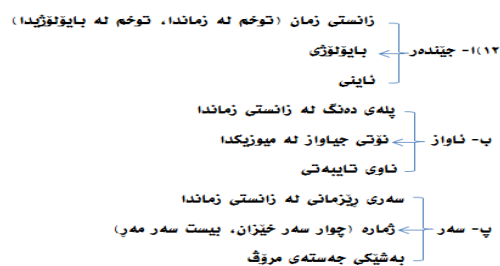 زانستی زمان (توخم لە زماندا، توخم لە بایۆلۆژیدا)
١٢)ا- جێندەر بایۆلۆژی
ئاینی
پلەی دەنگ لە زانستی زماندا
ب- ئاواز نۆتی جیاواز لە میوزیکدا
ناوی تایبەتی
سەری ڕێزمانی لە زانستی زماندا
پ- سەر ژمارە (چوار سەر خێزان، بیست سەر مەڕ)
بەشێکی جەستەی مرۆڤ